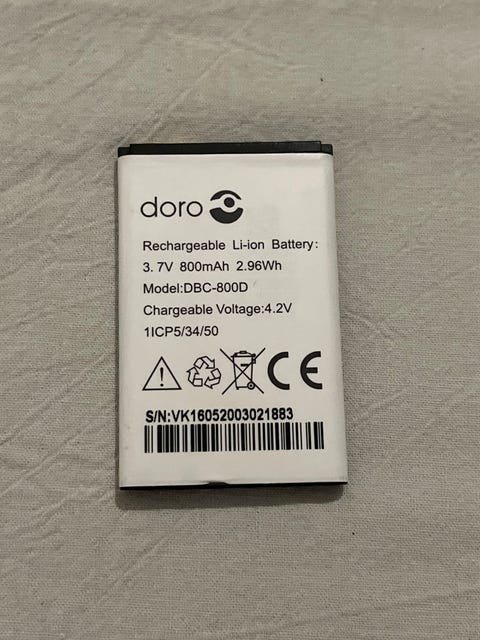 doro
Rechargeable Li-ion Battery:
3.7V 800mAh 2.96Wh
Model:DBC-800D
Chargeable Voltage:4.2V
1ICP5/34/50
CE
S/N:VK16052003021883